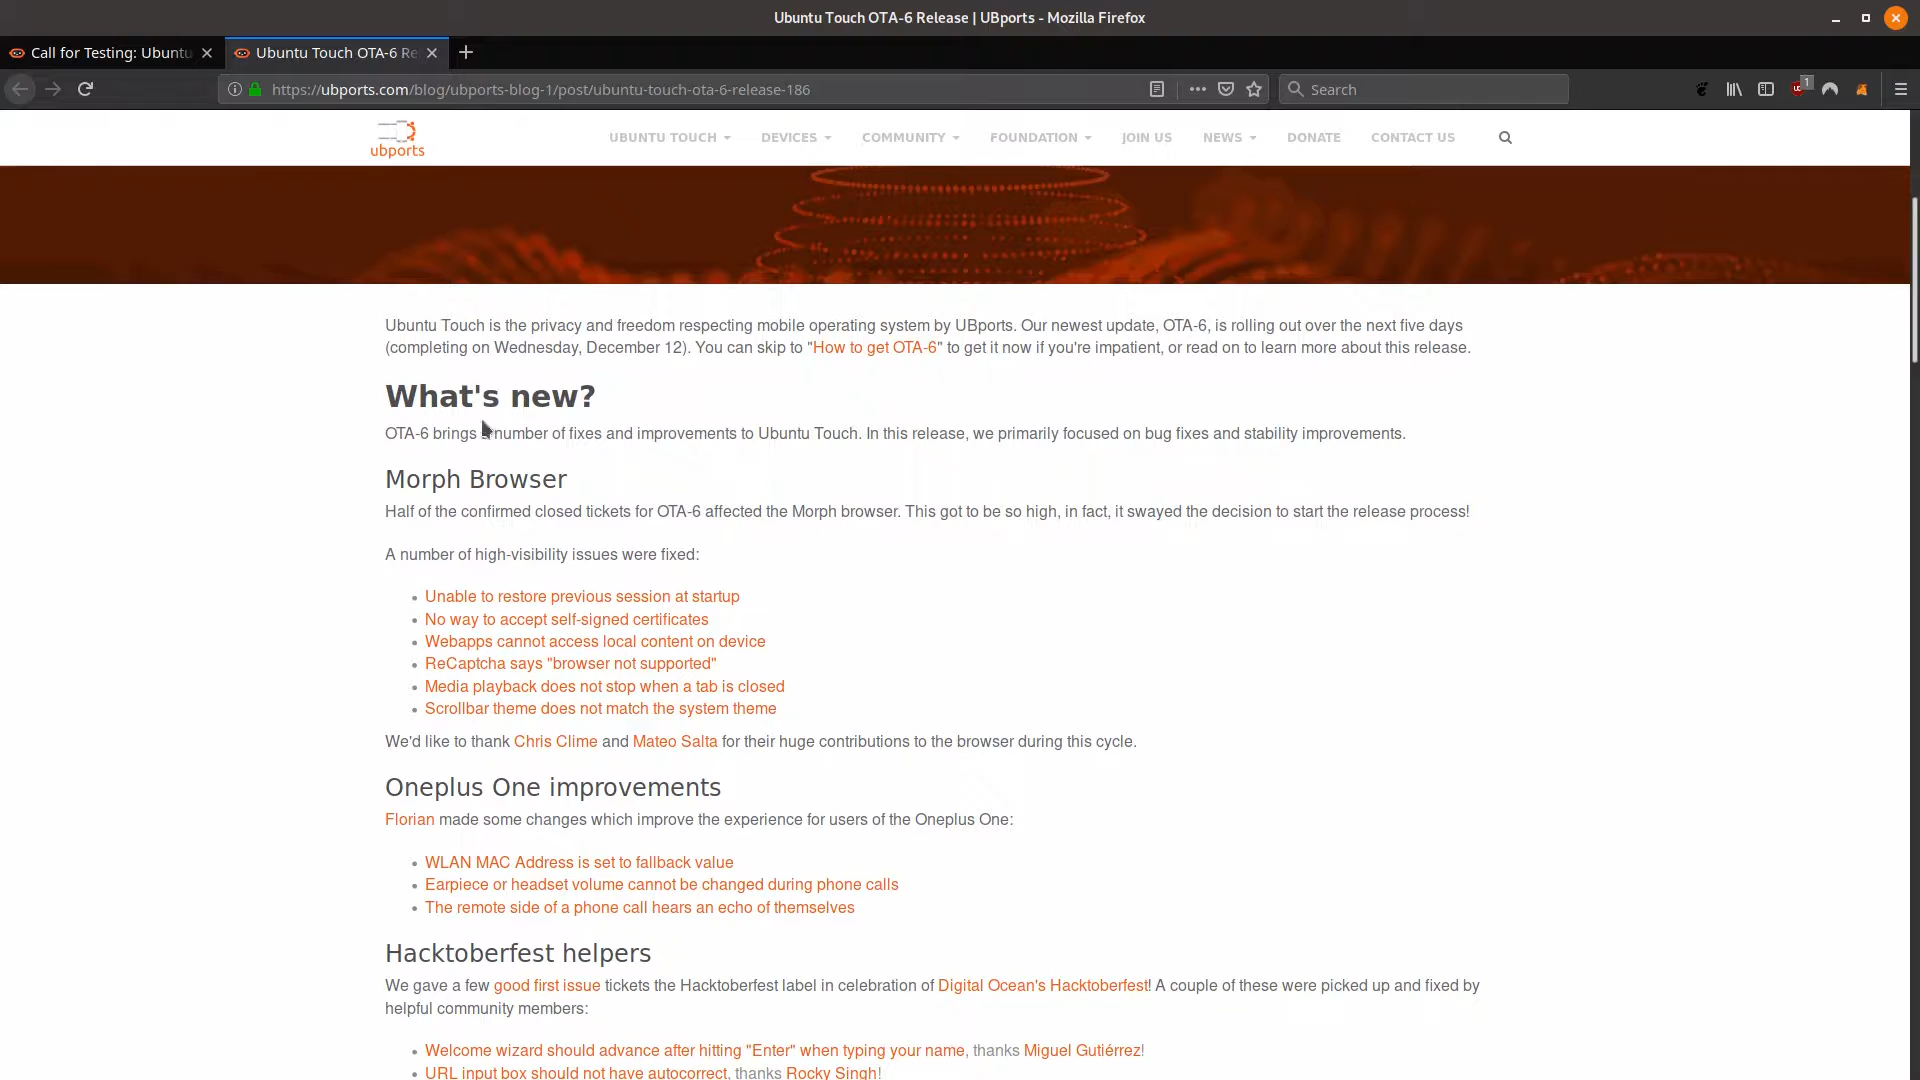 Ubuntu Touch OTA-6 Release | UBports - Mozilla Firefox
Call for Testing: Ubuntu
Ubuntu Touch OTA-6 Re
https://ubports.com/blog/ubports-blog-1/post/ubuntu-touch-ota-6-release-186
Search
1
ubports
UBUNTU TOUCH
DEVICES
COMMUNITY
FOUNDATION
JOIN US
NEWS
DONATE
CONTACT US
Ubuntu Touch is the privacy and freedom respecting mobile operating system by UBports. Our newest update, OTA-6, is rolling out over the next five days
(completing on Wednesday, December 12). You can skip to "How to get OTA-6" to get it now if you're impatient, or read on to learn more about this release.
What's new?
OTA-6 brings a number of fixes and improvements to Ubuntu Touch. In this release, we primarily focused on bug fixes and stability improvements.
Morph Browser
Half of the confirmed closed tickets for OTA-6 affected the Morph browser. This got to be so high, in fact, it swayed the decision to start the release process!
A number of high-visibility issues were fixed:
• Unable to restore previous session at startup
• No way to accept self-signed certificates
• Webapps cannot access local content on device
• ReCaptcha says "browser not supported"
• Media playback does not stop when a tab is closed
• Scrollbar theme does not match the system theme
We'd like to thank Chris Clime and Mateo Salta for their huge contributions to the browser during this cycle.
Oneplus One improvements
Florian made some changes which improve the experience for users of the Oneplus One:
• WLAN MAC Address is set to fallback value
• Earpiece or headset volume cannot be changed during phone calls
• The remote side of a phone call hears an echo of themselves
Hacktoberfest helpers
We gave a few good first issue tickets the Hacktoberfest label in celebration of Digital Ocean's Hacktoberfest! A couple of these were picked up and fixed by
helpful community members:
• Welcome wizard should advance after hitting "Enter" when typing your name, thanks Miguel Gutiérrez!
• URL input box should not have autocorrect, thanks Rocky Singh!